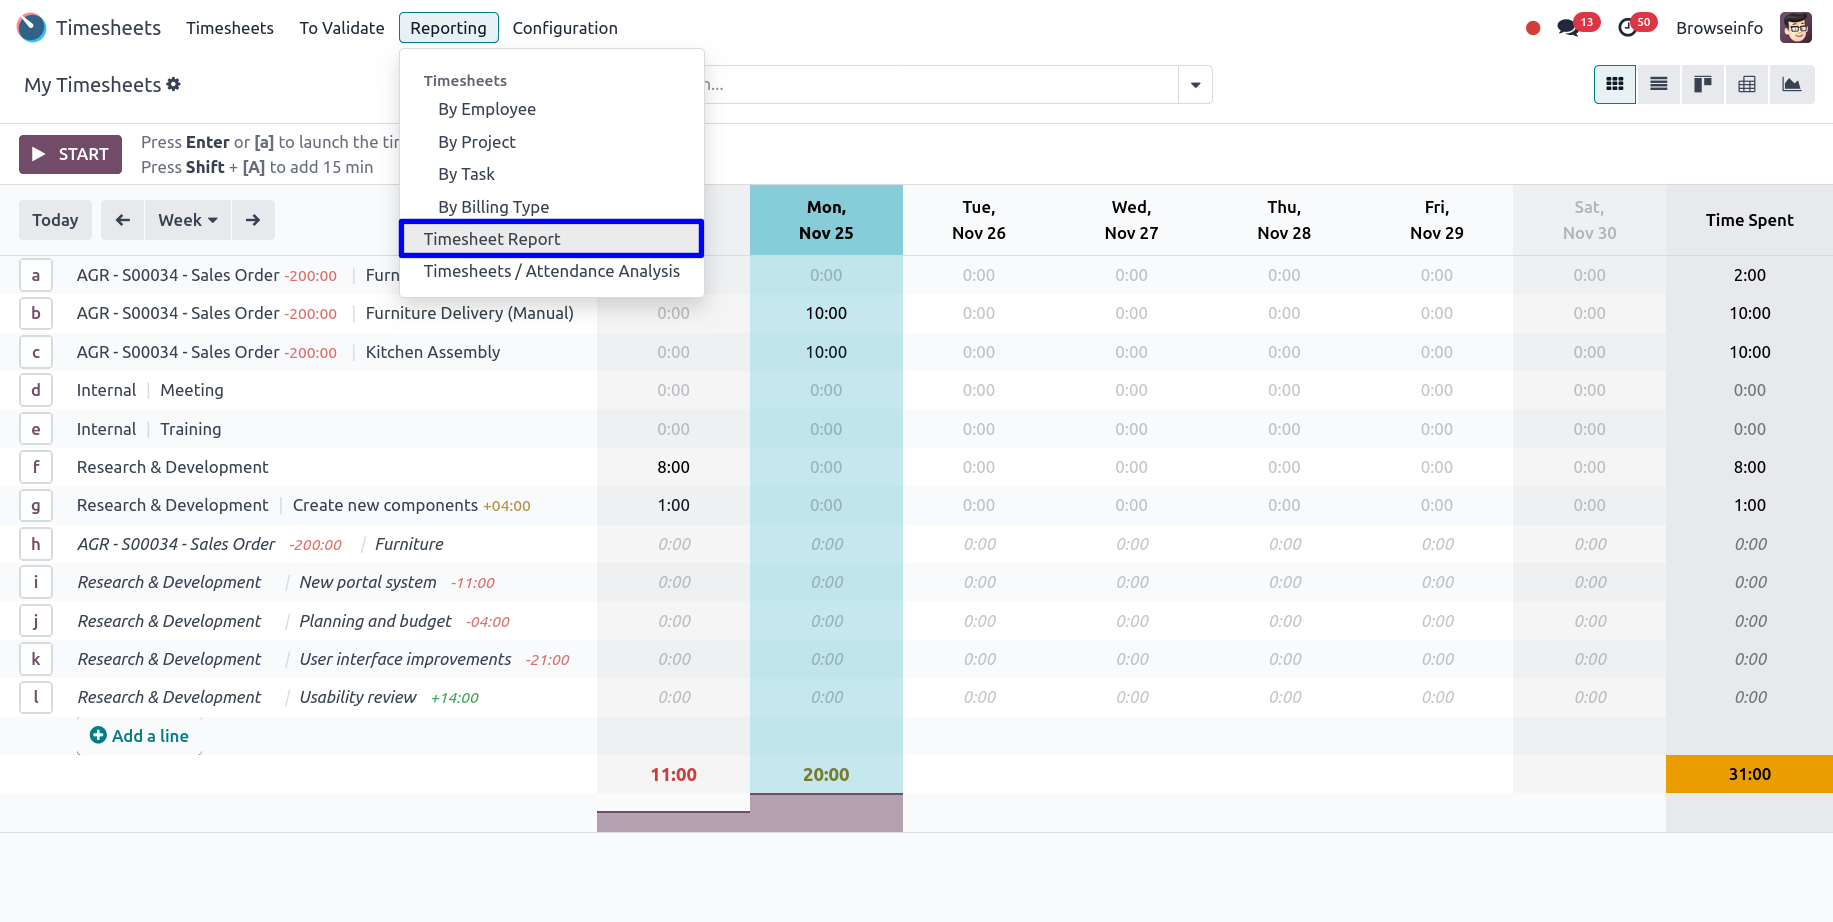 Timesheets Timesheets To Validate Reporting Configuration 13 50 Browseinfo
My Timesheets ...
Timesheets
By Employee
By Project
By Task
By Billing Type
Timesheet Report
Timesheets / Attendance Analysis
START Press Enter or [a] to launch the
Press Shift + [A] to add 15 min
Today Week Mon, Nov 25 Tue, Nov 26 Wed, Nov 27 Thu, Nov 28 Fri, Nov 29 Sat, Nov 30 Time Spent
a AGR - S00034 - Sales Order -200:00 | 0:00 0:00 0:00 0:00 0:00 0:00 2:00
b AGR - S00034 - Sales Order -200:00 | Furniture Delivery (Manual) 0:00 10:00 0:00 0:00 0:00 0:00 0:00 10:00
c AGR - S00034 - Sales Order -200:00 | Kitchen Assembly 0:00 10:00 0:00 0:00 0:00 0:00 0:00 10:00
d Internal | Meeting 0:00 0:00 0:00 0:00 0:00 0:00 0:00 0:00
e Internal | Training 0:00 0:00 0:00 0:00 0:00 0:00 0:00 0:00
f Research & Development 8:00 0:00 0:00 0:00 0:00 0:00 0:00 8:00
g Research & Development | Create new components +04:00 1:00 0:00 0:00 0:00 0:00 0:00 0:00 1:00
h AGR - S00034 - Sales Order -200:00 | Furniture 0:00 0:00 0:00 0:00 0:00 0:00 0:00 0:00
i Research & Development | New portal system -11:00 0:00 0:00 0:00 0:00 0:00 0:00 0:00 0:00
j Research & Development | Planning and budget -04:00 0:00 0:00 0:00 0:00 0:00 0:00 0:00 0:00
k Research & Development | User interface improvements -21:00 0:00 0:00 0:00 0:00 0:00 0:00 0:00 0:00
l Research & Development | Usability review +14:00 0:00 0:00 0:00 0:00 0:00 0:00 0:00 0:00
Add a line
11:00 20:00 31:00